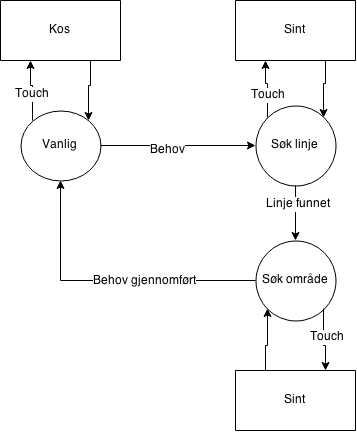 Kos
Sint
Touch
Touch
Vanlig
Behov
Søk linje
Linje funnet
Behov gjennomført
Søk område
Touch
Sint